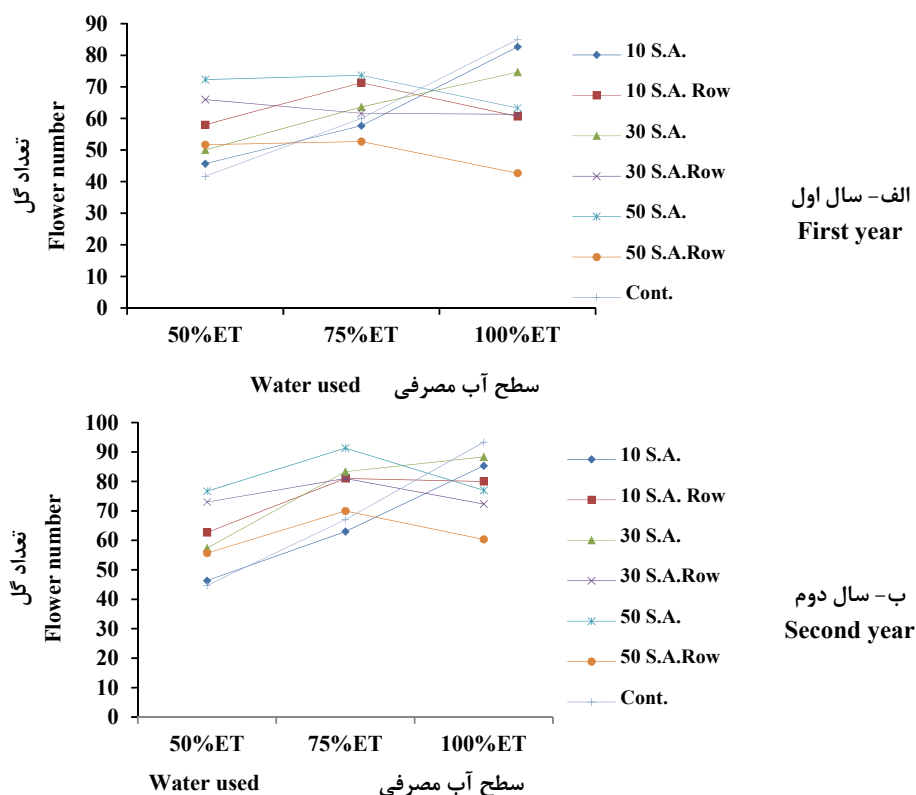 90
80
70
60
50
40
30
20
10
0
تعداد گل
Flower number
50%ET
75%ET
100%ET
Water used
سطح آب مصرفی
10 S.A.
10 S.A. Row
30 S.A.
30 S.A.Row
50 S.A.
50 S.A.Row
Cont.
الف- سال اول
First year
100
90
80
70
60
50
40
30
20
10
0
تعداد گل
Flower number
50%ET
75%ET
100%ET
Water used
سطح آب مصرفی
10 S.A.
10 S.A. Row
30 S.A.
30 S.A.Row
50 S.A.
50 S.A.Row
Cont.
ب- سال دوم
Second year